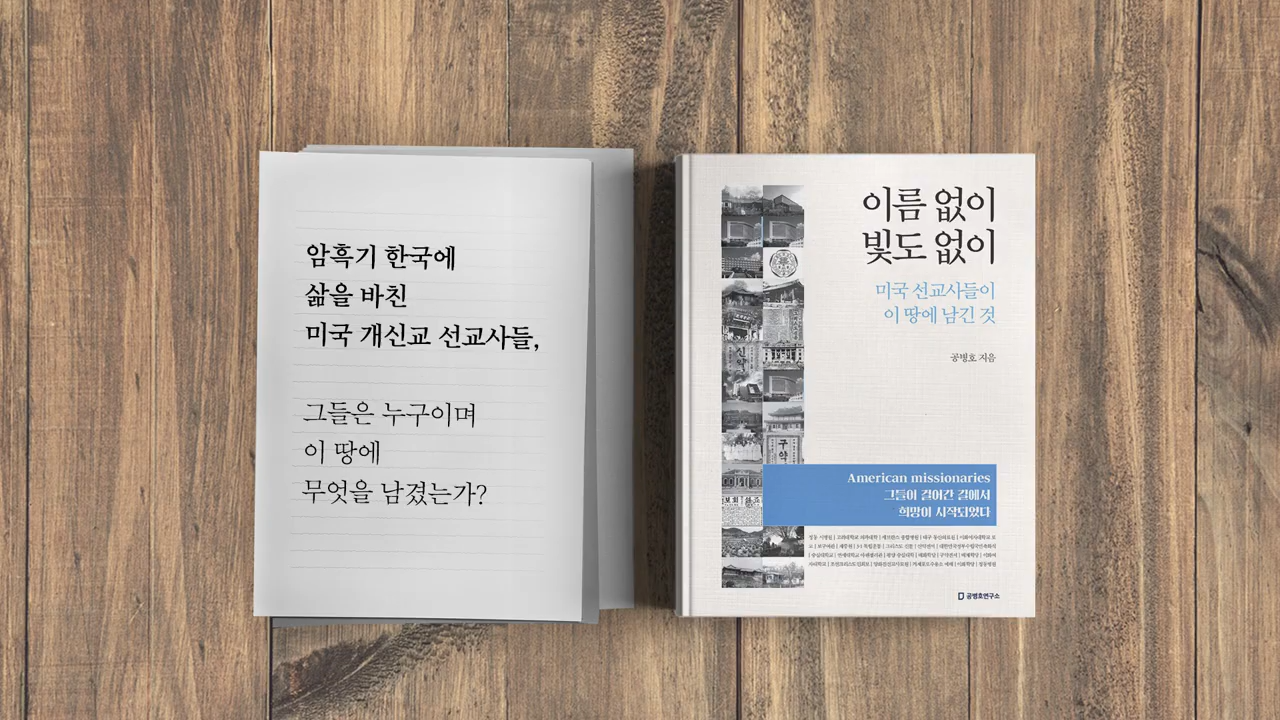 암흑기 한국에
삶을 바친
미국 개신교 선교사들,
그들은 누구이며
이 땅에
무엇을 남겼는가?
이름 없이
빛도 없이
미국 선교사들이
이 땅에 남긴 것
공병호 지음
신약
구약
American missionaries
그들이 걸어간 길에서
희망이 시작되었다
공병호연구소